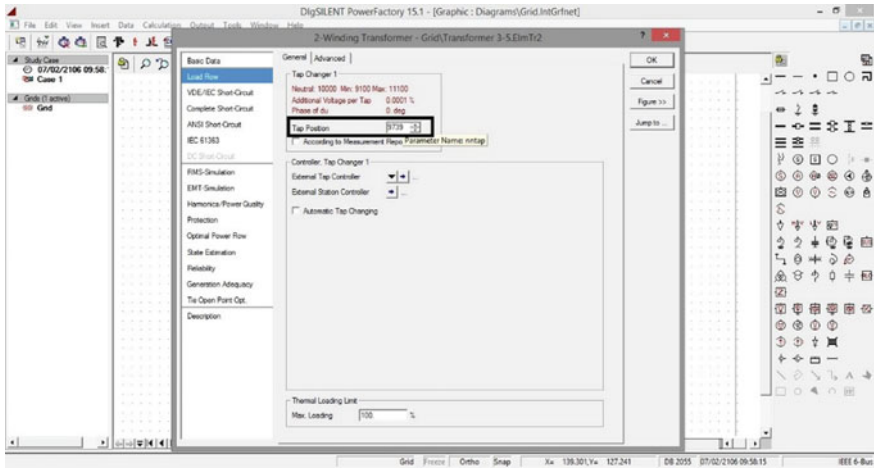 DIgSILENT PowerFactory 15.1 - [Graphic : Diagrams\Grid.IntGrfnet]
File Edit View Insert Data Calculation Output Tools Window Help
2-Winding Transformer - Grid\Transformer 3-5.ElmTr2
?
Study Case
07/02/2106 09:58:
Case 1
Grids (1 active)
Grid
Basic Data
Load Flow
VDE/IEC Short-Circuit
Complete Short-Circuit
ANSI Short-Circuit
IEC 61363
DC Short-Circuit
RMS-Simulation
EMT-Simulation
Harmonics/Power Quality
Protection
Optimal Power Flow
State Estimation
Reliability
Generation Adequacy
Tie Open Point Opt.
Description
General Advanced
Tap Changer 1
Neutral: 10000 Min: 9100 Max: 11100
Additional Voltage per Tap 0.0001 %
Phase of du 0. deg
Tap Position 9739
According to Measurement Repo Parameter Name: nntap
Controller, Tap Changer 1
External Tap Controller ...
External Station Controller ...
Automatic Tap Changing
Thermal Loading Limit
Max. Loading 100. %
OK
Cancel
Figure >>
Jump to ...
Grid Freeze Ortho Snap X= 139.301,Y= 127.241 DB 2055 07/02/2106 09:58:15 IEEE 6-Bus